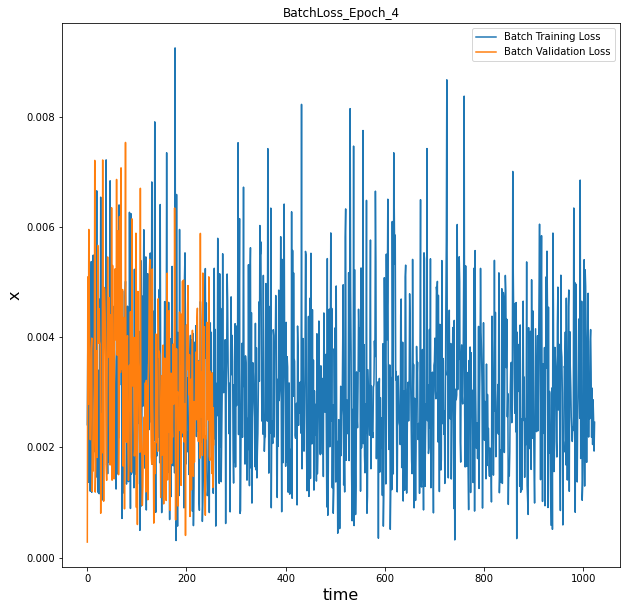 BatchLoss_Epoch_4
Batch Training Loss
Batch Validation Loss
0.008
0.006
x
0.004
0.002
0.000
0 200 400 600 800 1000
time